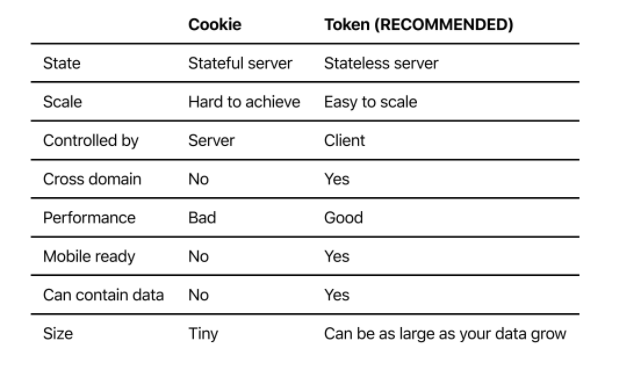 Cookie Token (RECOMMENDED)
State Stateful server Stateless server
Scale Hard to achieve Easy to scale
Controlled by Server Client
Cross domain No Yes
Performance Bad Good
Mobile ready No Yes
Can contain data No Yes
Size Tiny Can be as large as your data grow